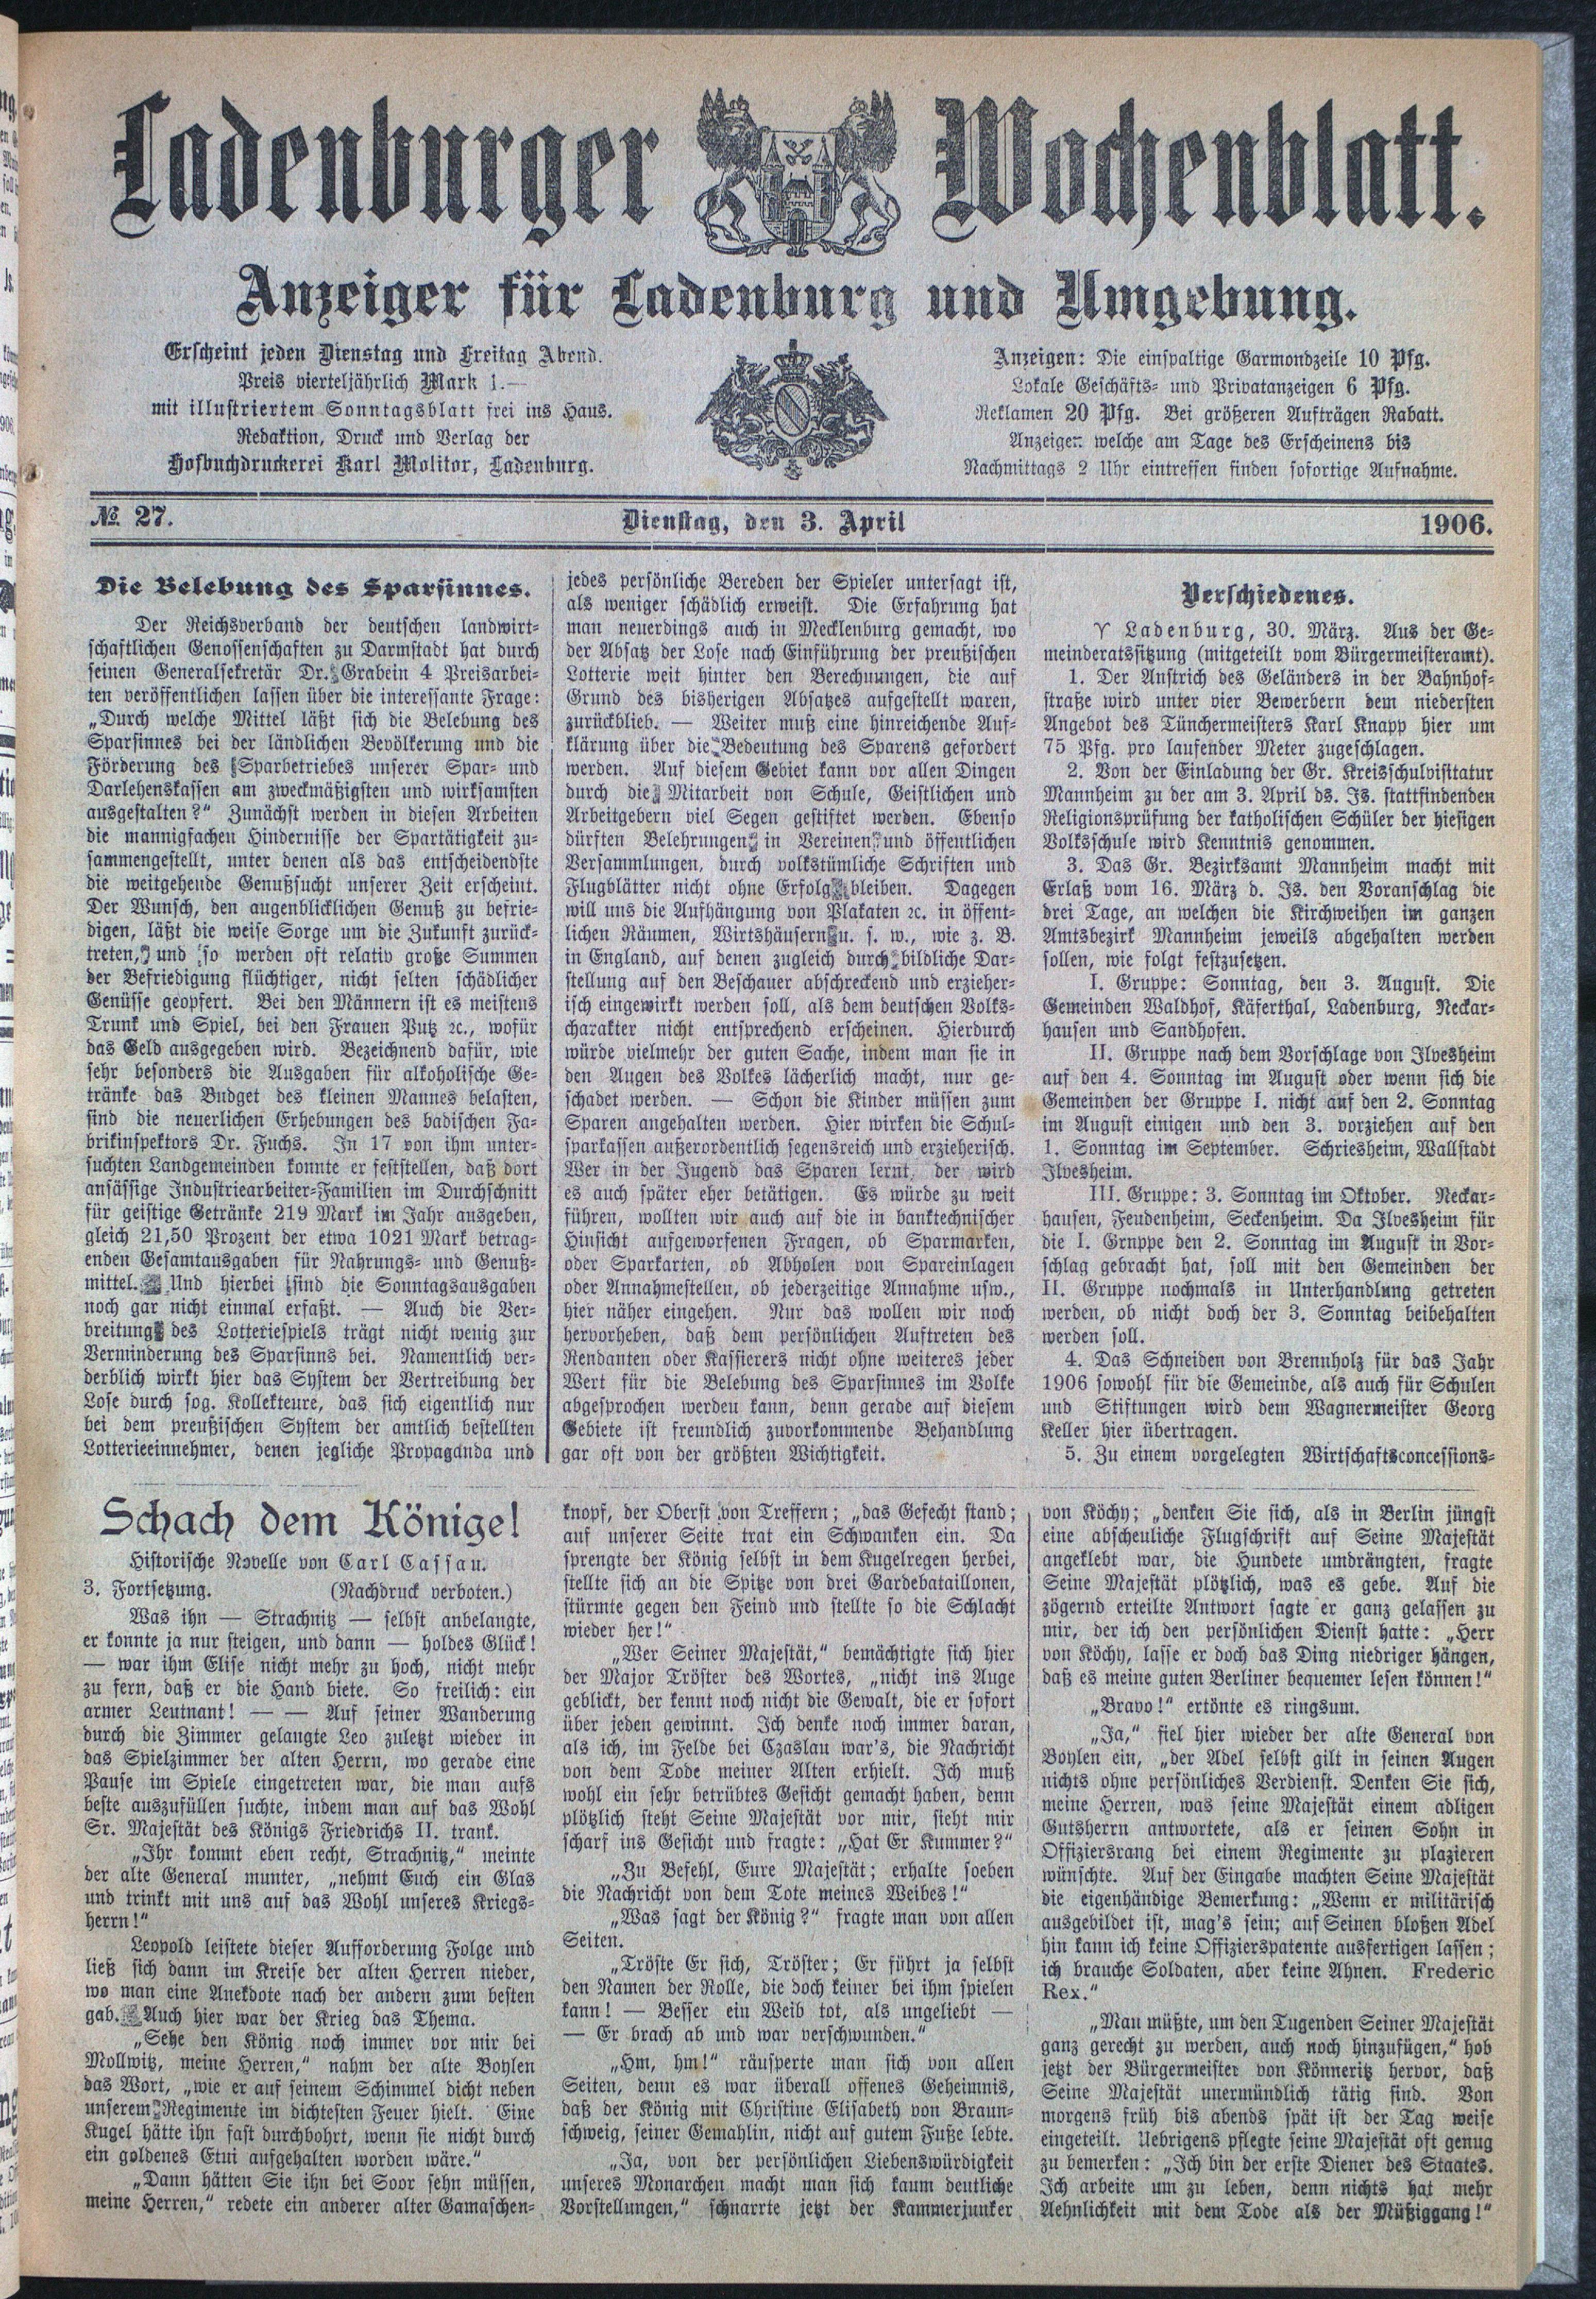 Ladenburger Wochenblatt.
Anzeiger für Ladenburg und Umgebung.
Erscheint jeden Dienstag und Freitag Abend.
Preis vierteljährlich Mark 1.—
mit illustriertem Sonntagsblatt frei ins Haus.
Redaktion, Druck und Verlag der
Hofbuchdruckerei Karl Molitor, Ladenburg.
Anzeigen: Die einspaltige Garmondzeile 10 Pfg.
Lokale Geschäfts- und Privatanzeigen 6 Pfg.
Reklamen 20 Pfg. Bei größeren Aufträgen Rabatt.
Anzeigen welche am Tage des Erscheinens bis
Nachmittags 2 Uhr eintreffen finden sofortige Aufnahme.
№ 27.
Dienstag, den 3. April
1906.
Die Belebung des Sparsinnes.
Der Reichsverband der deutschen landwirt-
schaftlichen Genossenschaften zu Darmstadt hat durch
seinen Generalsekretär Dr. Grabein 4 Preisarbei-
ten veröffentlichen lassen über die interessante Frage:
„Durch welche Mittel läßt sich die Belebung des
Sparsinnes bei der ländlichen Bevölkerung und die
Förderung des Sparbetriebes unserer Spar- und
Darlehenskassen am zweckmäßigsten und wirksamsten
ausgestalten?“ Zunächst werden in diesen Arbeiten
die mannigfachen Hindernisse der Spartätigkeit zu-
sammengestellt, unter denen als das entscheidendste
die weitgehende Genußsucht unserer Zeit erscheint.
Der Wunsch, den augenblicklichen Genuß zu befrie-
digen, läßt die weise Sorge um die Zukunft zurück-
treten, und so werden oft relativ große Summen
der Befriedigung flüchtiger, nicht selten schädlicher
Genüsse geopfert. Bei den Männern ist es meistens
Trunk und Spiel, bei den Frauen Putz ꝛc., wofür
das Geld ausgegeben wird. Bezeichnend dafür, wie
sehr besonders die Ausgaben für alkoholische Ge-
tränke das Budget des kleinen Mannes belasten,
sind die neuerlichen Erhebungen des badischen Fa-
brikinspektors Dr. Fuchs. In 17 von ihm unter-
suchten Landgemeinden konnte er feststellen, daß dort
ansässige Industriearbeiter-Familien im Durchschnitt
für geistige Getränke 219 Mark im Jahr ausgeben,
gleich 21,50 Prozent der etwa 1021 Mark betrag-
enden Gesamtausgaben für Nahrungs- und Genuß-
mittel. Und hierbei sind die Sonntagsausgaben
noch gar nicht einmal erfaßt. — Auch die Ver-
breitung des Lotteriespiels trägt nicht wenig zur
Verminderung des Sparsinns bei. Namentlich ver-
derblich wirkt hier das System der Vertreibung der
Lose durch sog. Kollekteure, das sich eigentlich nur
bei dem preußischen System der amtlich bestellten
Lotterieeinnehmer, denen jegliche Propaganda und
jedes persönliche Bereden der Spieler untersagt ist,
als weniger schädlich erweist. Die Erfahrung hat
man neuerdings auch in Mecklenburg gemacht, wo
der Absatz der Lose nach Einführung der preußischen
Lotterie weit hinter den Berechnungen, die auf
Grund des bisherigen Absatzes aufgestellt waren,
zurückblieb. — Weiter muß eine hinreichende Auf-
klärung über die Bedeutung des Sparens gefordert
werden. Auf diesem Gebiet kann vor allen Dingen
durch die Mitarbeit von Schule, Geistlichen und
Arbeitgebern viel Segen gestiftet werden. Ebenso
dürften Belehrungen in Vereinen und öffentlichen
Versammlungen, durch volkstümliche Schriften und
Flugblätter nicht ohne Erfolg bleiben. Dagegen
will uns die Aufhängung von Plakaten ꝛc. in öffent-
lichen Räumen, Wirtshäusern u. s. w., wie z. B.
in England, auf denen zugleich durch bildliche Dar-
stellung auf den Beschauer abschreckend und erzieher-
isch eingewirkt werden soll, als dem deutschen Volks-
charakter nicht entsprechend erscheinen. Hierdurch
würde vielmehr der guten Sache, indem man sie in
den Augen des Volkes lächerlich macht, nur ge-
schadet werden. — Schon die Kinder müssen zum
Sparen angehalten werden. Hier wirken die Schul-
sparkassen außerordentlich segensreich und erzieherisch.
Wer in der Jugend das Sparen lernt, der wird
es auch später eher betätigen. Es würde zu weit
führen, wollten wir auch auf die in banktechnischer
Hinsicht aufgeworfenen Fragen, ob Sparmarken,
oder Sparkarten, ob Abholen von Spareinlagen
oder Annahmestellen, ob jederzeitige Annahme usw.,
hier näher eingehen. Nur das wollen wir noch
hervorheben, daß dem persönlichen Auftreten des
Rendanten oder Kassierers nicht ohne weiteres jeder
Wert für die Belebung des Sparsinnes im Volke
abgesprochen werden kann, denn gerade auf diesem
Gebiete ist freundlich zuvorkommende Behandlung
gar oft von der größten Wichtigkeit.
Verschiedenes.
Ladenburg, 30. März. Aus der Ge-
meinderatssitzung (mitgeteilt vom Bürgermeisteramt).
1. Der Anstrich des Geländers in der Bahnhof-
straße wird unter vier Bewerbern dem niedersten
Angebot des Tünchermeisters Karl Knapp hier um
75 Pfg. pro laufender Meter zugeschlagen.
2. Von der Einladung der Gr. Kreisschulvisitatur
Mannheim zu der am 3. April ds. Js. stattfindenden
Religionsprüfung der katholischen Schüler der hiesigen
Volksschule wird Kenntnis genommen.
3. Das Gr. Bezirksamt Mannheim macht mit
Erlaß vom 16. März d. Js. den Voranschlag die
drei Tage, an welchen die Kirchweihen im ganzen
Amtsbezirk Mannheim jeweils abgehalten werden
sollen, wie folgt festzusetzen.
I. Gruppe: Sonntag, den 3. August. Die
Gemeinden Waldhof, Käferthal, Ladenburg, Neckar-
hausen und Sandhofen.
II. Gruppe nach dem Vorschlage von Ilvesheim
auf den 4. Sonntag im August oder wenn sich die
Gemeinden der Gruppe I. nicht auf den 2. Sonntag
im August einigen und den 3. vorziehen auf den
1. Sonntag im September. Schriesheim, Wallstadt
Ilvesheim.
III. Gruppe: 3. Sonntag im Oktober. Neckar-
hausen, Feudenheim, Seckenheim. Da Ilvesheim für
die I. Grnppe den 2. Sonntag im August in Vor-
schlag gebracht hat, soll mit den Gemeinden der
II. Gruppe nochmals in Unterhandlung getreten
werden, ob nicht doch der 3. Sonntag beibehalten
werden soll.
4. Das Schneiden von Brennholz für das Jahr
1906 sowohl für die Gemeinde, als auch für Schulen
und Stiftungen wird dem Wagnermeister Georg
Keller hier übertragen.
5. Zu einem vorgelegten Wirtschaftsconcessions-
Schach dem Könige!
Historische Novelle von Carl Cassau.
3. Fortsetzung. (Nachdruck verboten.)
Was ihn — Strachnitz — selbst anbelangte,
er konnte ja nur steigen, und dann — holdes Glück!
— war ihm Elise nicht mehr zu hoch, nicht mehr
zu fern, daß er die Hand biete. So freilich: ein
armer Leutnant! — — Auf seiner Wanderung
durch die Zimmer gelangte Leo zuletzt wieder in
das Spielzimmer der alten Herrn, wo gerade eine
Pause im Spiele eingetreten war, die man aufs
beste auszufüllen suchte, indem man auf das Wohl
Sr. Majestät des Königs Friedrichs II. trank.
„Ihr kommt eben recht, Strachnitz,“ meinte
der alte General munter, „nehmt Euch ein Glas
und trinkt mit uns auf das Wohl unseres Kriegs-
herrn!“
Leopold leistete dieser Aufforderung Folge und
ließ sich dann im Kreise der alten Herren nieder,
wo man eine Anekdote nach der andern zum besten
gab. Auch hier war der Krieg das Thema.
„Sehe den König noch immer vor mir bei
Mollwitz, meine Herren,“ nahm der alte Bohlen
das Wort, „wie er auf seinem Schimmel dicht neben
unserem Regimente im dichtesten Feuer hielt. Eine
Kugel hätte ihn fast durchbohrt, wenn sie nicht durch
ein goldenes Etui aufgehalten worden wäre.“
„Dann hätten Sie ihn bei Soor sehn müssen,
meine Herren,“ redete ein anderer alter Gamaschen-
knopf, der Oberst von Treffern; „das Gefecht stand;
auf unserer Seite trat ein Schwanken ein. Da
sprengte der König selbst in dem Kugelregen herbei,
stellte sich an die Spitze von drei Gardebataillonen,
stürmte gegen den Feind und stellte so die Schlacht
wieder her!“
„Wer Seiner Majestät,“ bemächtigte sich hier
der Major Tröster des Wortes, „nicht ins Auge
geblickt, der kennt noch nicht die Gewalt, die er sofort
über jeden gewinnt. Ich denke noch immer daran,
als ich, im Felde bei Czaslau war's, die Nachricht
von dem Tode meiner Alten erhielt. Ich muß
wohl ein sehr betrübtes Gesicht gemacht haben, denn
plötzlich steht Seine Majestät vor mir, sieht mir
scharf ins Gesicht und fragte: „Hat Er Kummer?“
„Zu Befehl, Eure Majestät; erhalte soeben
die Nachricht von dem Tote meines Weibes!“
„Was sagt der König?“ fragte man von allen
Seiten.
„Tröste Er sich, Tröster; Er führt ja selbst
den Namen der Rolle, die doch keiner bei ihm spielen
kann! — Besser ein Weib tot, als ungeliebt —
— Er brach ab und war verschwunden.“
„Hm, hm!“ räusperte man sich von allen
Seiten, denn es war überall offenes Geheimnis,
daß der König mit Christine Elisabeth von Braun-
schweig, seiner Gemahlin, nicht auf gutem Fuße lebte.
„Ja, von der persönlichen Liebenswürdigkeit
unseres Monarchen macht man sich kaum deutliche
Vorstellungen,“ schnarrte jetzt der Kammerjunker
von Köchy; „denken Sie sich, als in Berlin jüngst
eine abscheuliche Flugschrift auf Seine Majestät
angeklebt war, die Hundete umdrängten, fragte
Seine Majestät plötzlich, was es gebe. Auf die
zögernd erteilte Antwort sagte er ganz gelassen zu
mir, der ich den persönlichen Dienst hatte: „Herr
von Köchy, lasse er doch das Ding niedriger hängen,
daß es meine guten Berliner bequemer lesen können!“
„Bravo!“ ertönte es ringsum.
„Ja,“ fiel hier wieder der alte General von
Boylen ein, „der Adel selbst gilt in seinen Augen
nichts ohne persönliches Verdienst. Denken Sie sich,
meine Herren, was seine Majestät einem adligen
Gutsherrn antwortete, als er seinen Sohn in
Offiziersrang bei einem Regimente zu plazieren
wünschte. Auf der Eingabe machten Seine Majestät
die eigenhändige Bemerkung: „Wenn er militärisch
ausgebildet ist, mag's sein; auf Seinen bloßen Adel
hin kann ich keine Offizierspatente ausfertigen lassen;
ich brauche Soldaten, aber keine Ahnen. Frederic
Rex.“
„Man müßte, um den Tugenden Seiner Majestät
ganz gerecht zu werden, auch noch hinzufügen,“ hob
jetzt der Bürgermeister von Könneritz hervor, daß
Seine Majestät unermündlich tätig sind. Von
morgens früh bis abends spät ist der Tag weise
eingeteilt. Uebrigens pflegte seine Majestät oft genug
zu bemerken: „Ich bin der erste Diener des Staates.
Ich arbeite um zu leben, denn nichts hat mehr
Aehnlichkeit mit dem Tode als der Müßiggang!“